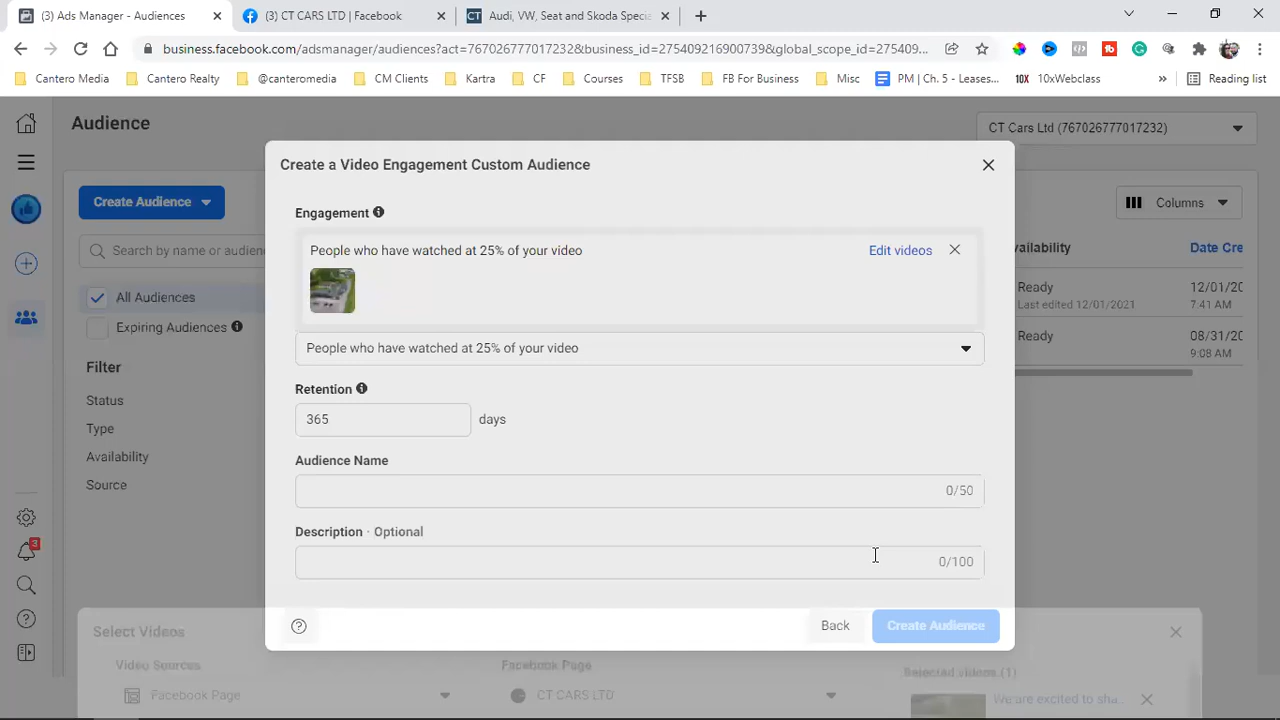 (3) Ads Manager - Audiences
(3) CT CARS LTD | Facebook
CT Audi, VW, Seat and Skoda Speci
business.facebook.com/adsmanager/audiences?act=767026777017232&business_id=275409216900739&global_scope_id=275409...
Cantero Media
Cantero Realty
@canteromedia
CM Clients
Kartra
CF
Courses
TFSB
FB For Business
Misc
PM | Ch. 5 - Leases...
10X 10xWebclass
»
Reading list
Audience
CT Cars Ltd (767026777017232)
Create Audience
Columns
Search by name or audien
vailability
Date Cre
All Audiences
Expiring Audiences
Ready
Last edited 12/01/2021
12/01/20
7:41 AM
Ready
08/31/20
9:08 AM
Filter
Status
Type
Availability
Source
3
Create a Video Engagement Custom Audience
Engagement
People who have watched at 25% of your video
Edit videos
People who have watched at 25% of your video
Retention
365
days
Audience Name
0/50
Description · Optional
0/100
Back
Create Audience
Select Videos
Video Sources
Facebook Page
Selected videos (1)
Facebook Page
CT CARS LTD
We are excited to sha...